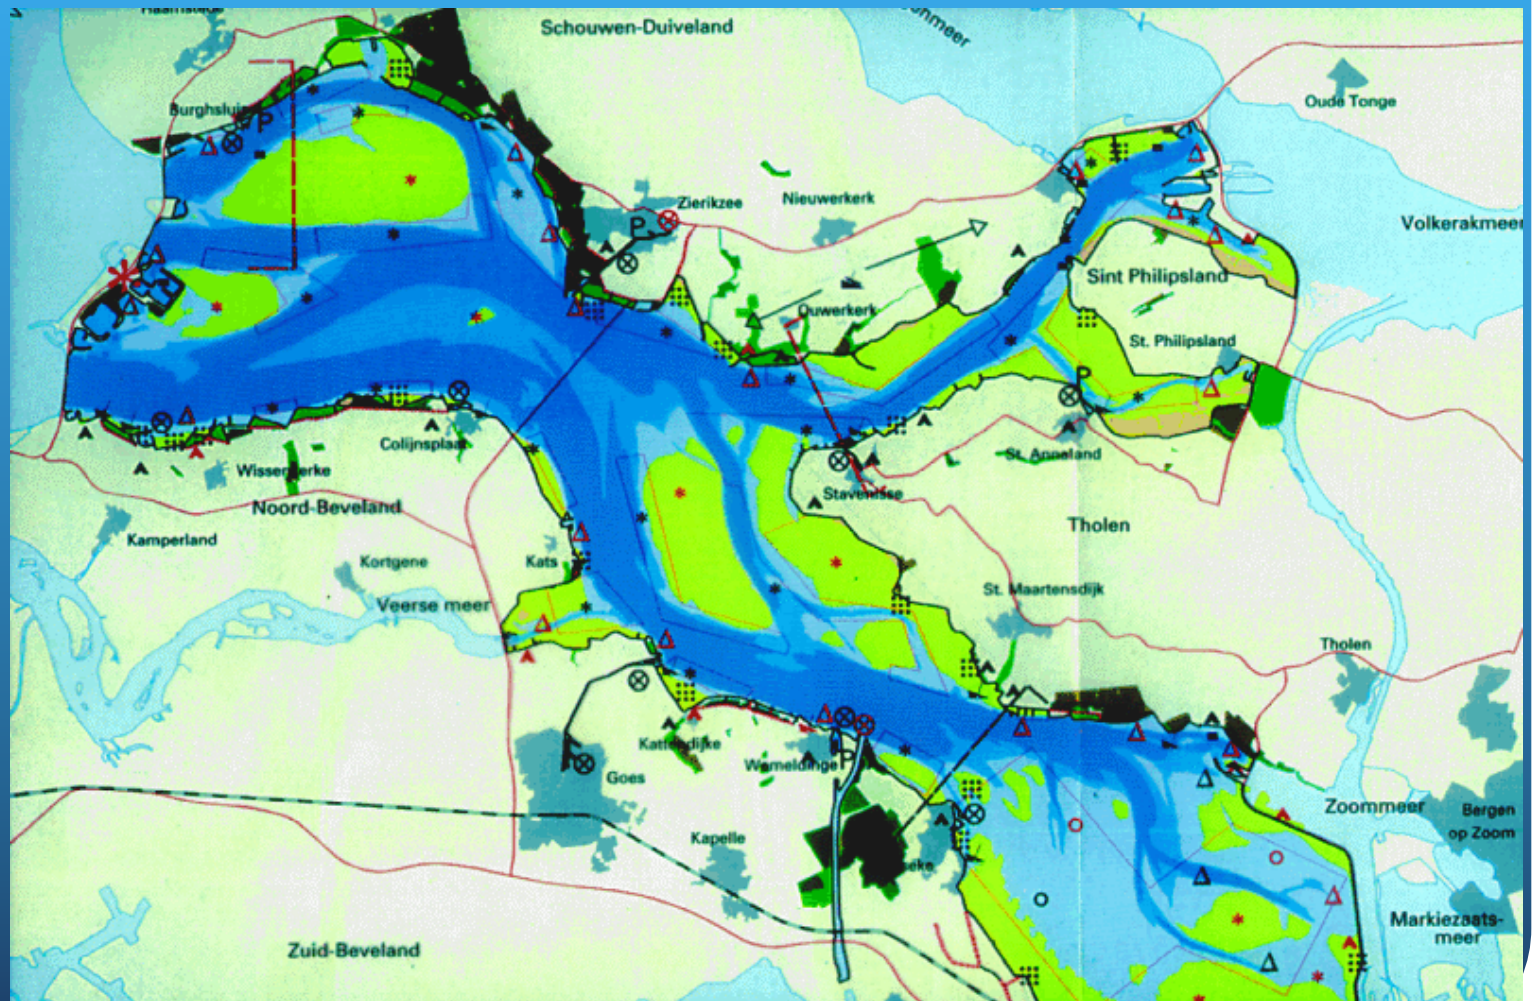 Schouwen-Duiveland
Oude Tonge
Zierikzee
Nieuwerkerk
Volkerakmeer
Sint Philipsland
Ouwerkerk
St. Philipsland
P
P
P
Colijnsplaat
St. Annaland
Wissenkerke
Stavenisse
Noord-Beveland
Tholen
Kamperland
Kortgene
Kats
St. Maartensdijk
Veerse meer
Tholen
Kattendijke
Wemeldinge
P
Goes
Zoommeer
Bergen
op Zoom
Kapelle
Markiezaats-
meer
Zuid-Beveland